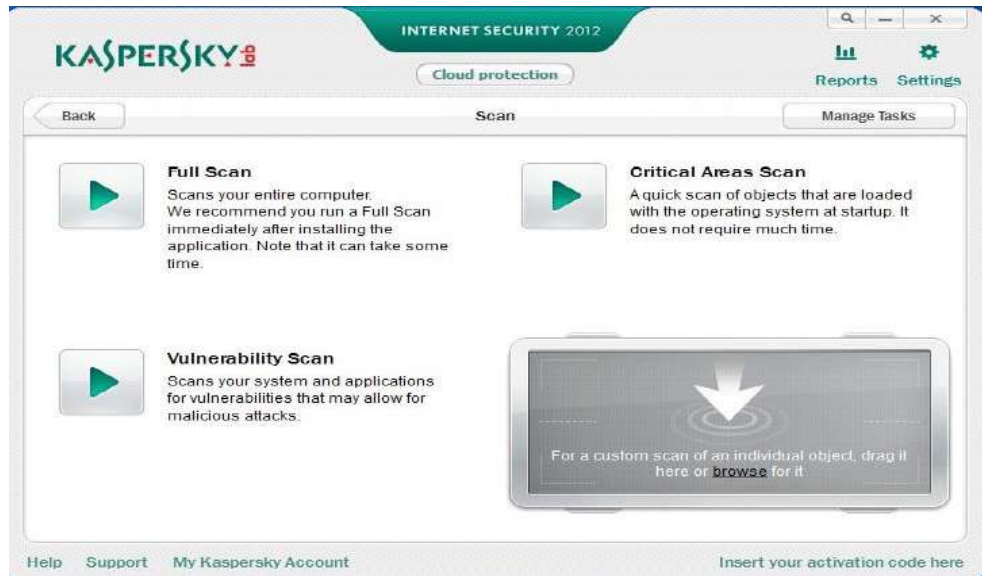 INTERNET SECURITY 2012
KASPERSKY lab
Cloud protection
Reports Settings
Back
Scan
Manage Tasks
Full Scan
Scans your entire computer.
We recommend you run a Full Scan
immediately after installing the
application. Note that it can take some
time.
Critical Areas Scan
A quick scan of objects that are loaded
with the operating system at startup. It
does not require much time.
Vulnerability Scan
Scans your system and applications
for vulnerabilities that may allow for
malicious attacks.
For a custom scan of an individual object, drag it
here or browse for it
Help Support My Kaspersky Account
Insert your activation code here